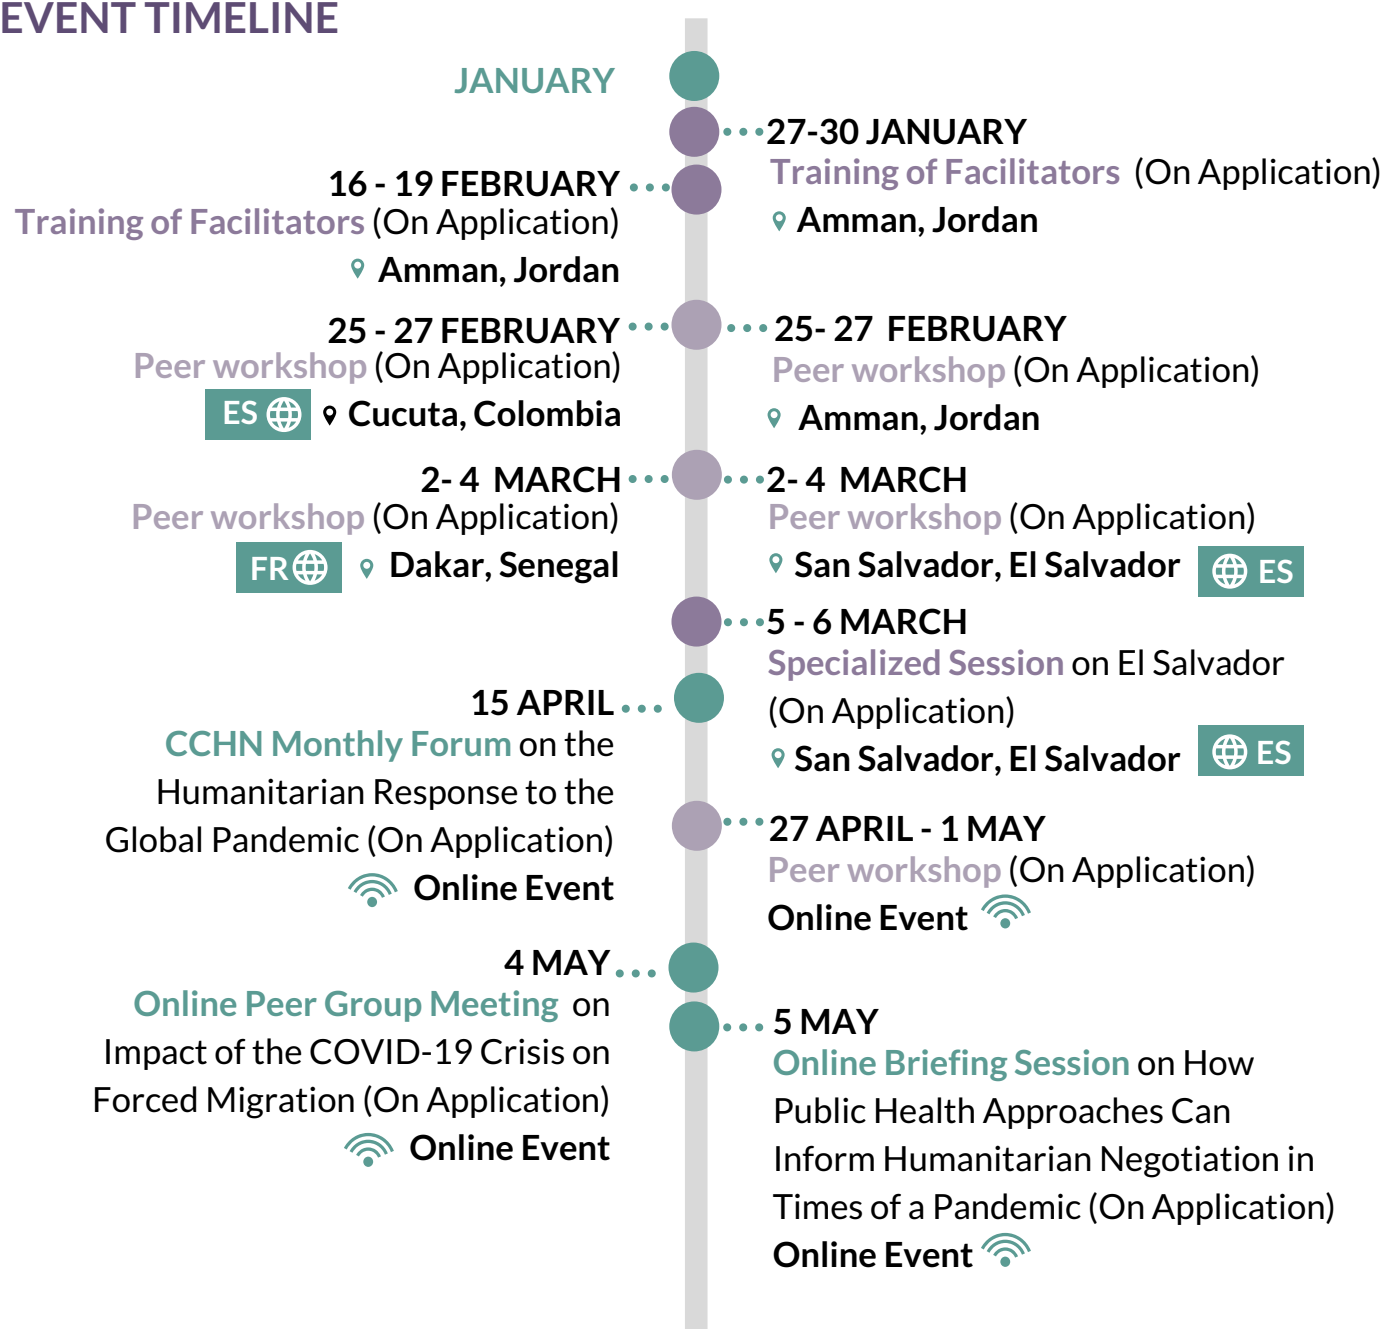 EVENT TIMELINE
JANUARY
27-30 JANUARY
Training of Facilitators (On Application)
Amman, Jordan
16 - 19 FEBRUARY
Training of Facilitators (On Application)
Amman, Jordan
25 - 27 FEBRUARY
Peer workshop (On Application)
ES Cucuta, Colombia
25- 27 FEBRUARY
Peer workshop (On Application)
Amman, Jordan
2- 4 MARCH
Peer workshop (On Application)
FR Dakar, Senegal
2- 4 MARCH
Peer workshop (On Application)
San Salvador, El Salvador ES
5 - 6 MARCH
Specialized Session on El Salvador
(On Application)
San Salvador, El Salvador ES
15 APRIL
CCHN Monthly Forum on the
Humanitarian Response to the
Global Pandemic (On Application)
Online Event
27 APRIL - 1 MAY
Peer workshop (On Application)
Online Event
4 MAY
Online Peer Group Meeting on
Impact of the COVID-19 Crisis on
Forced Migration (On Application)
Online Event
5 MAY
Online Briefing Session on How
Public Health Approaches Can
Inform Humanitarian Negotiation in
Times of a Pandemic (On Application)
Online Event